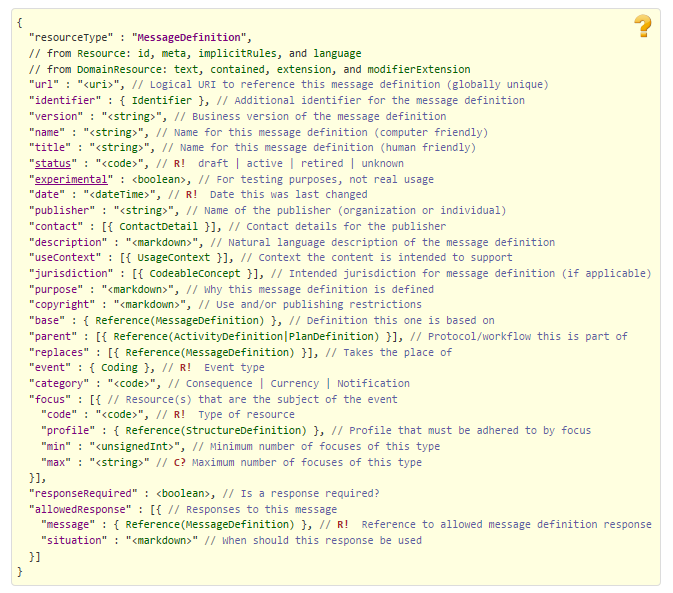 {
  "resourceType" : "MessageDefinition",
  // from Resource: id, meta, implicitRules, and language
  // from DomainResource: text, contained, extension, and modifierExtension
  "url" : "<uri>", // Logical URI to reference this message definition (globally unique)
  "identifier" : { Identifier }, // Additional identifier for the message definition
  "version" : "<string>", // Business version of the message definition
  "name" : "<string>", // Name for this message definition (computer friendly)
  "title" : "<string>", // Name for this message definition (human friendly)
  "status" : "<code>", // R!  draft | active | retired | unknown
  "experimental" : <boolean>, // For testing purposes, not real usage
  "date" : "<dateTime>", // R!  Date this was last changed
  "publisher" : "<string>", // Name of the publisher (organization or individual)
  "contact" : [{ ContactDetail }], // Contact details for the publisher
  "description" : "<markdown>", // Natural language description of the message definition
  "useContext" : [{ UsageContext }], // Context the content is intended to support
  "jurisdiction" : [{ CodeableConcept }], // Intended jurisdiction for message definition (if applicable)
  "purpose" : "<markdown>", // Why this message definition is defined
  "copyright" : "<markdown>", // Use and/or publishing restrictions
  "base" : { Reference(MessageDefinition) }, // Definition this one is based on
  "parent" : [{ Reference(ActivityDefinition|PlanDefinition) }], // Protocol/workflow this is part of
  "replaces" : [{ Reference(MessageDefinition) }], // Takes the place of
  "event" : { Coding }, // R!  Event type
  "category" : "<code>", // Consequence | Currency | Notification
  "focus" : [{ // Resource(s) that are the subject of the event
    "code" : "<code>", // R!  Type of resource
    "profile" : { Reference(StructureDefinition) }, // Profile that must be adhered to by focus
    "min" : "<unsignedInt>", // Minimum number of focuses of this type
    "max" : "<string>" // C? Maximum number of focuses of this type
  }],
  "responseRequired" : <boolean>, // Is a response required?
  "allowedResponse" : [{ // Responses to this message
    "message" : { Reference(MessageDefinition) }, // R!  Reference to allowed message definition response
    "situation" : "<markdown>" // When should this response be used
  }]
}